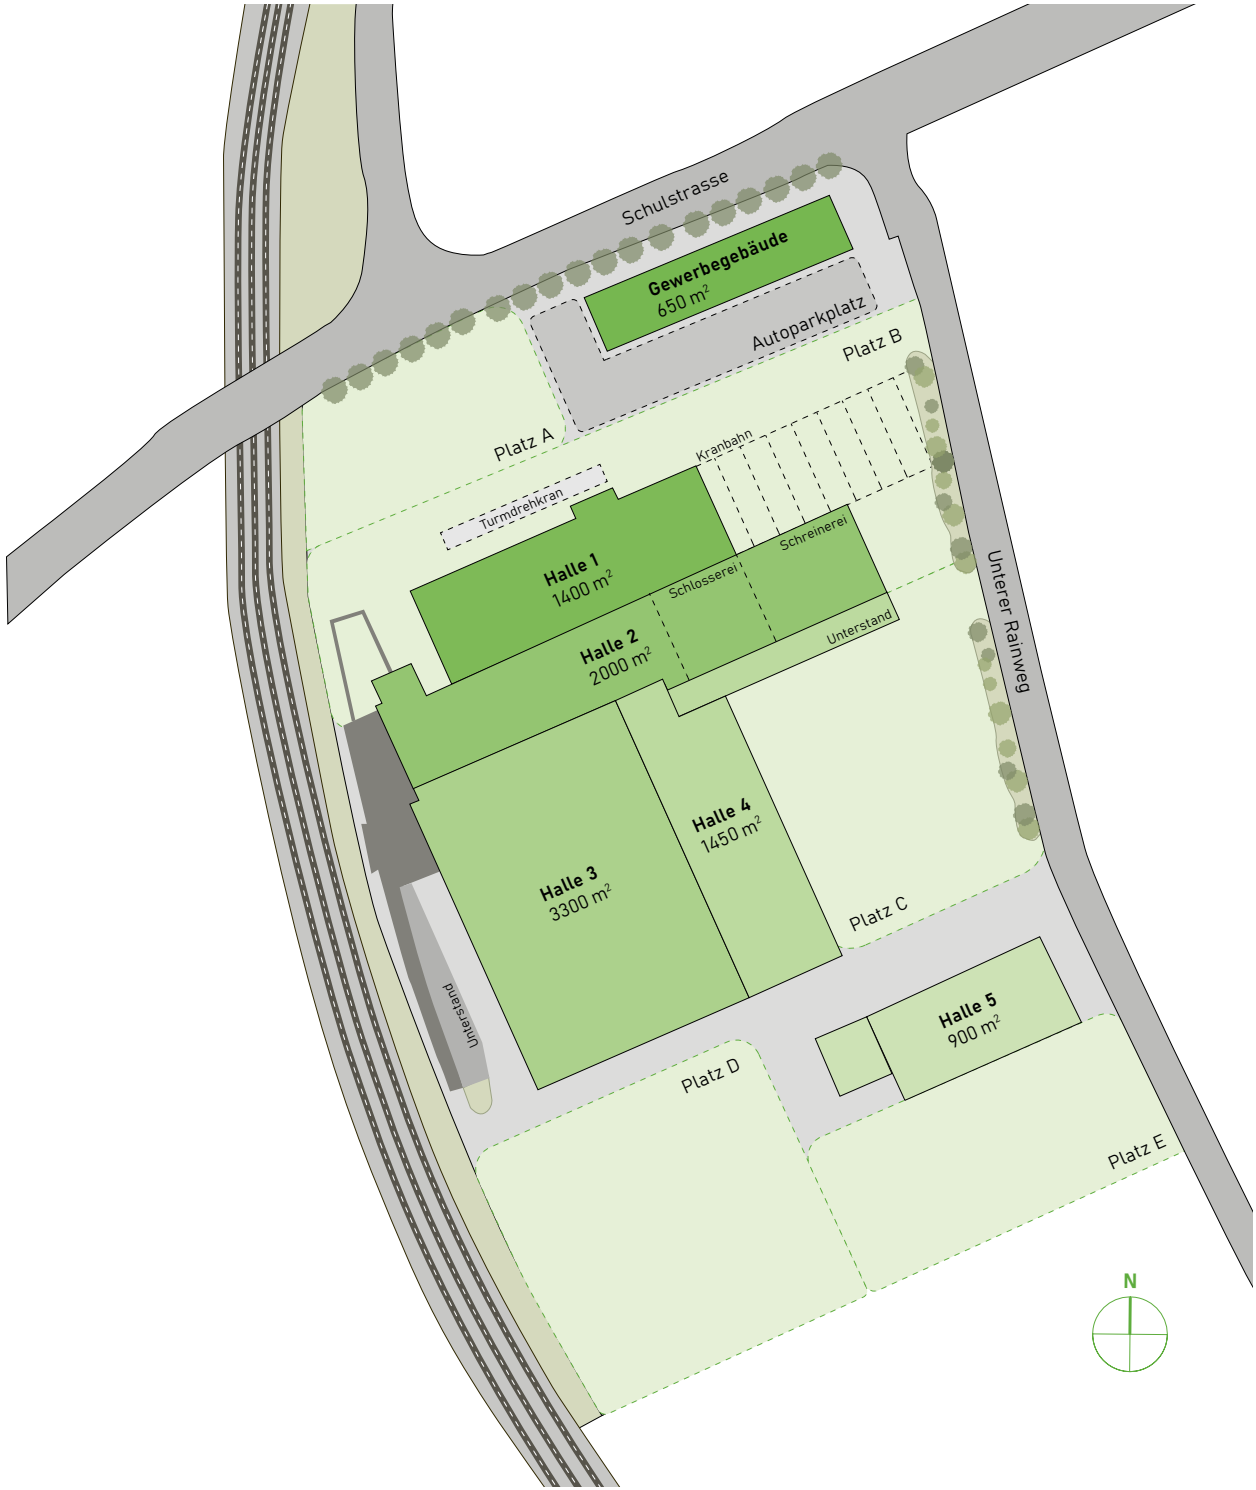 Schulstrasse
Gewerbegebäude
650 m²
Autoparkplatz
Platz B
Platz A
Kranbahn
Turmdrehkran
Schreinerei
Halle 1
1400 m²
Schlosserei
Unterer Rainweg
Unterstand
Halle 2
2000 m²
Halle 4
1450 m²
Halle 3
3300 m²
Platz C
Unterstand
Halle 5
900 m²
Platz D
Platz E
N